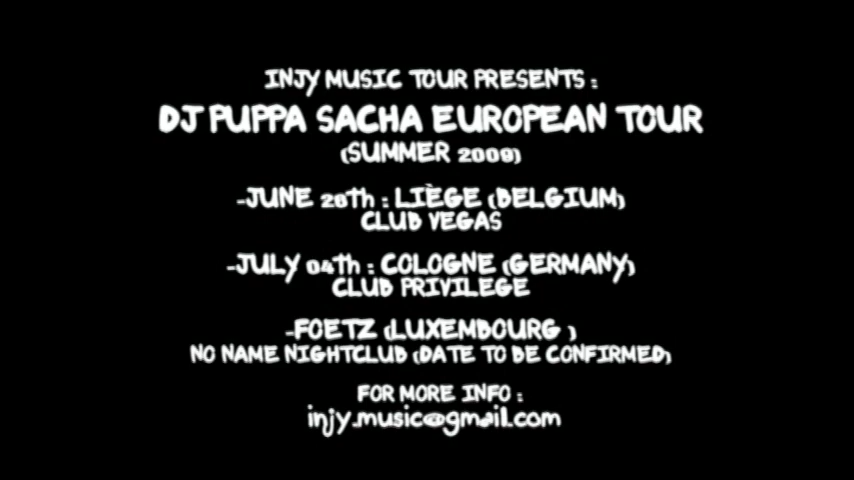 INJY MUSIC TOUR PRESENTS :
DJ PUPPA SACHA EUROPEAN TOUR
(SUMMER 2009)
-JUNE : LIÈGE (BELGIUM)
CLUB VEGAS
-JULY 04th : COLOGNE (GERMANY)
CLUB PRIVILEGE
-FOETZ (LUXEMBOURG )
NO NAME NIGHTCLUB (DATE TO BE CONFIRMED)
FOR MORE INFO :
injy.music@gmail.com